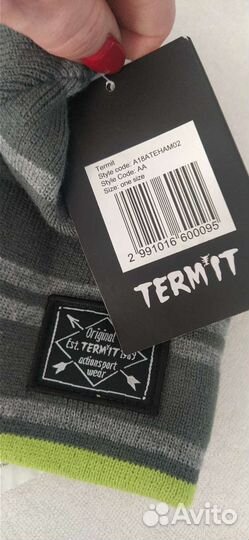 Termit
Style code: A18ATEHAM02
Style Code: AA
Size: one size
2 991016 600095
TERMIT
Original
Est. TERMIT 1989
actionsport
wear
Avito